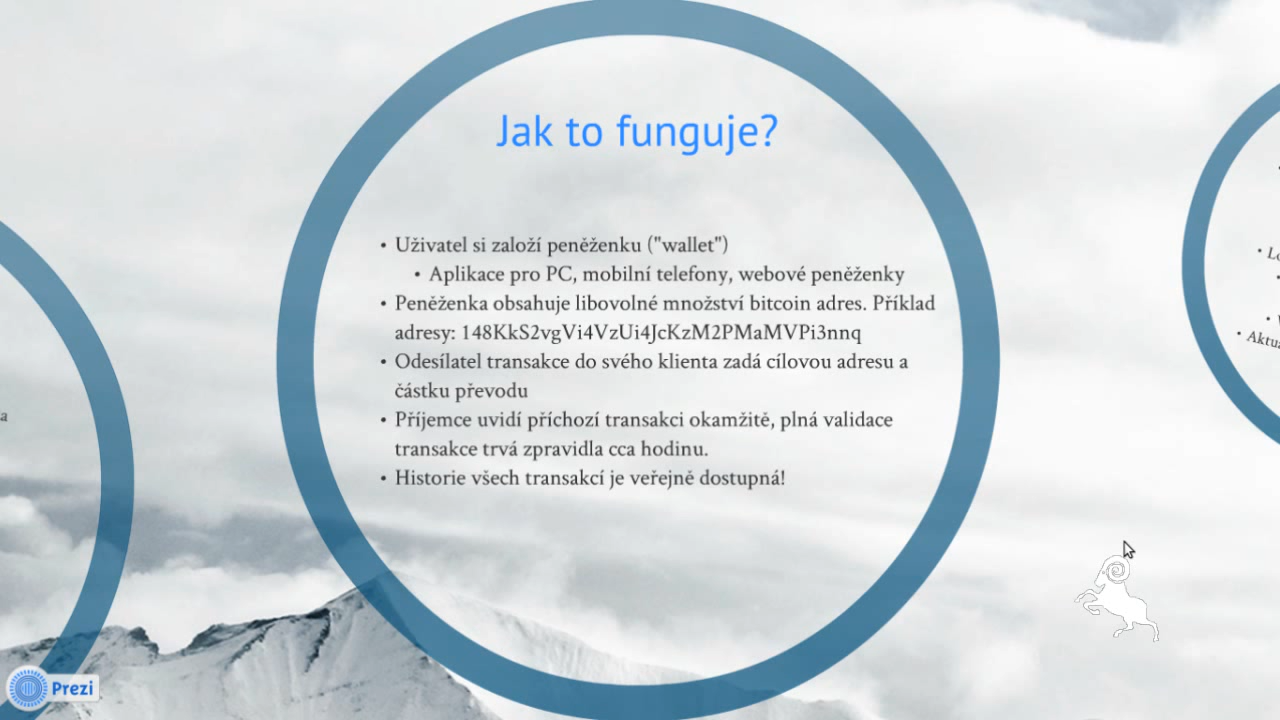 Jak to funguje?
• Uživatel si založí peněženku ("wallet")
• Aplikace pro PC, mobilní telefony, webové peněženky
• Peněženka obsahuje libovolné množství bitcoin adres. Příklad
adresy: 148KkS2vgVi4VzUi4JcKzM2PMaMVPi3nnq
• Odesílatel transakce do svého klienta zadá cílovou adresu a
částku převodu
• Příjemce uvidí příchozí transakci okamžitě, plná validace
transakce trvá zpravidla cca hodinu.
• Historie všech transakcí je veřejně dostupná!
Prezi